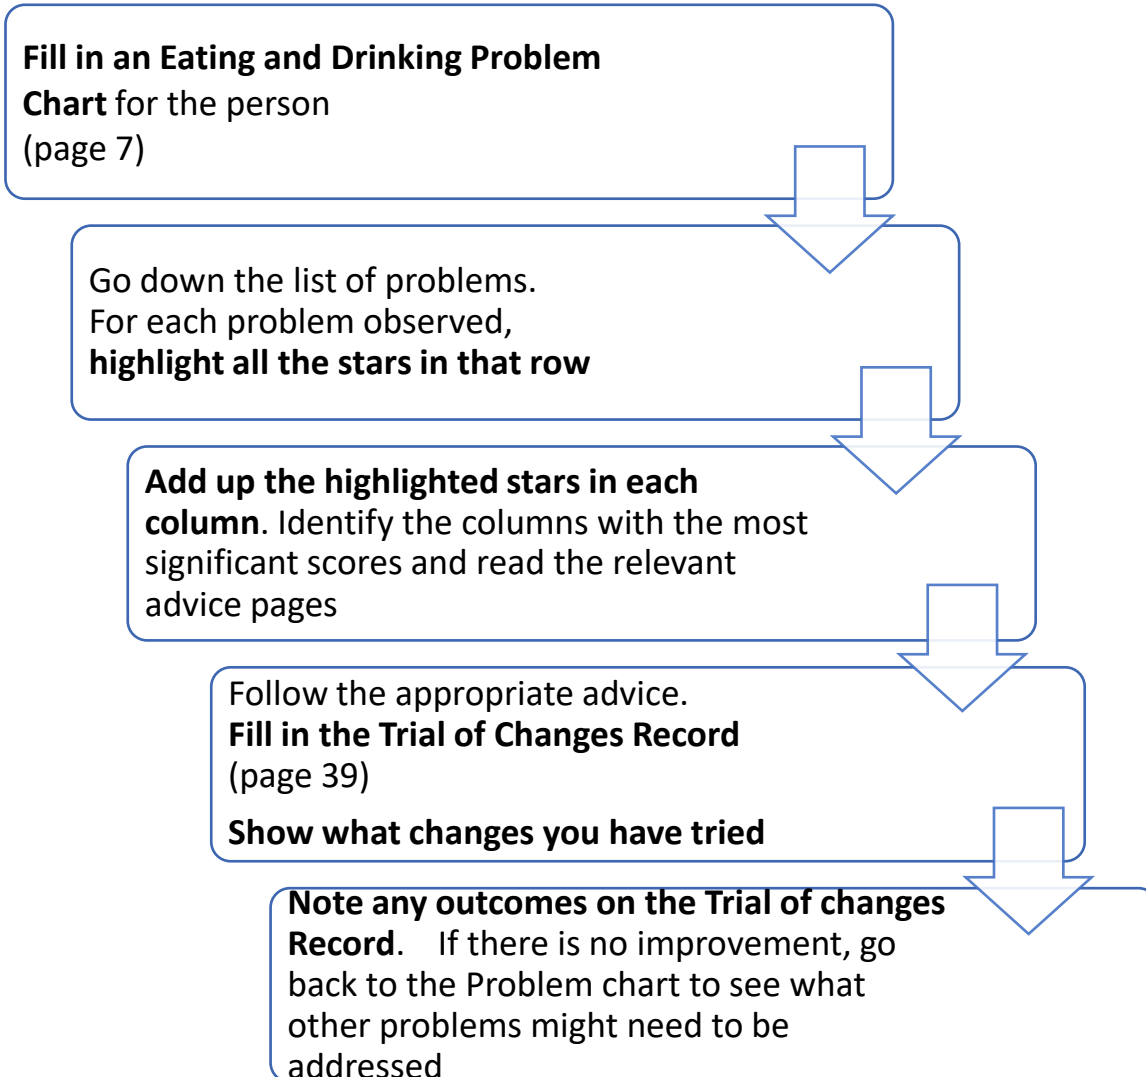 Fill in an Eating and Drinking Problem
Chart for the person
(page 7)
Go down the list of problems.
For each problem observed,
highlight all the stars in that row
Add up the highlighted stars in each
column. Identify the columns with the most
significant scores and read the relevant
advice pages
Follow the appropriate advice.
Fill in the Trial of Changes Record
(page 39)
Show what changes you have tried
Note any outcomes on the Trial of changes
Record. If there is no improvement, go
back to the Problem chart to see what
other problems might need to be
addressed